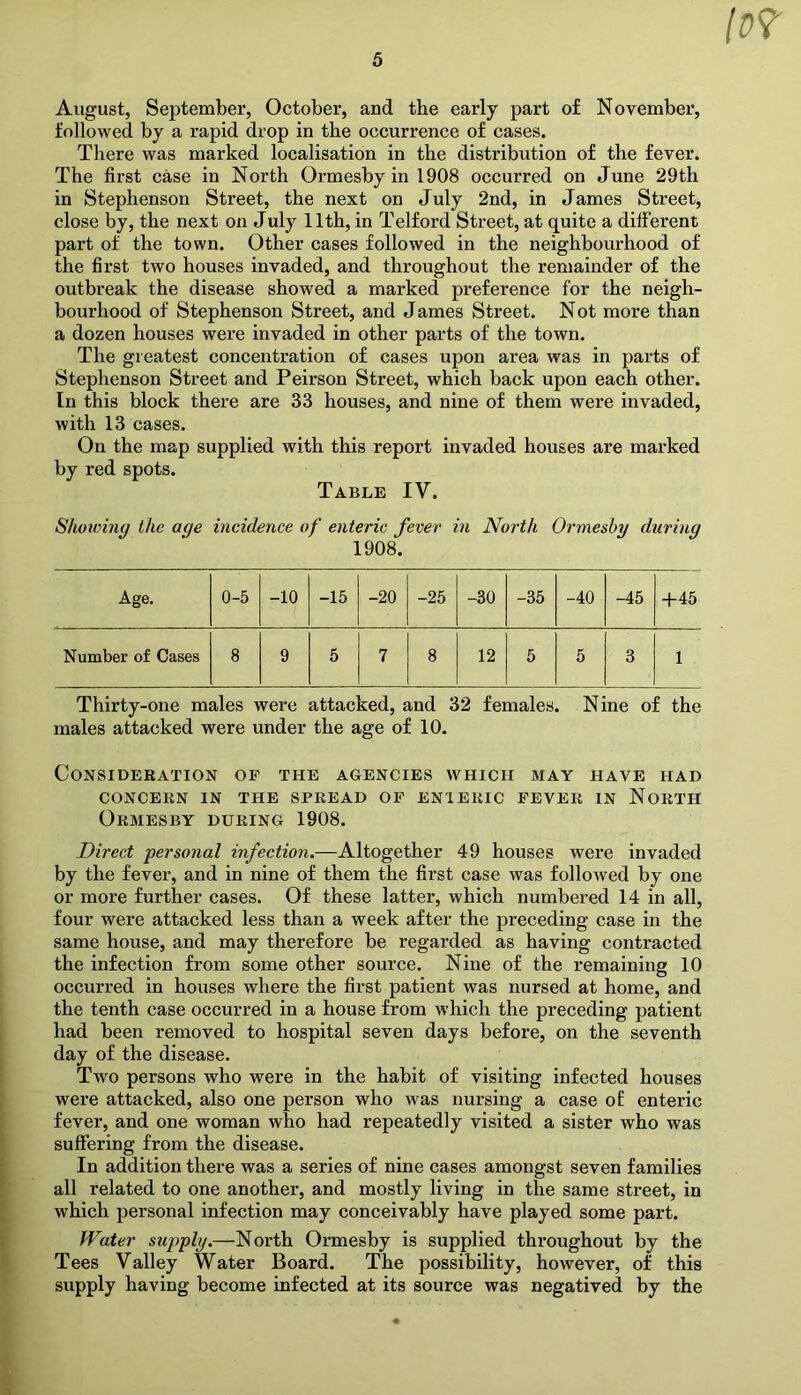 108
5
August, September, October, and the early part of November,
followed by a rapid drop in the occurrence of cases.
There was marked localisation in the distribution of the fever.
The first case in North Ormesby in 1908 occurred on June 29th
in Stephenson Street, the next on July 2nd, in James Street,
close by, the next on July 11th, in Telford Street, at quite a different
part of the town. Other cases followed in the neighbourhood of
the first two houses invaded, and throughout the remainder of the
outbreak the disease showed a marked preference for the neigh-
bourhood of Stephenson Street, and James Street. Not more than
a dozen houses were invaded in other parts of the town.
The greatest concentration of cases upon area was in parts of
Stephenson Street and Peirson Street, which back upon each other.
In this block there are 33 houses, and nine of them were invaded,
with 13 cases.
On the map supplied with this report invaded houses are marked
by red spots.
TABLE IV.
Showing the age incidence of enteric fever in North Ormesby during
1908.
Age. 0-5 -10 -15 -20 -25 -30 -35 -40 -45 +45
Number of Cases 8 9 5 7 8 12 5 5 3 1
Thirty-one males were attacked, and 32 females. Nine of the
males attacked were under the age of 10.
CONSIDERATION OF THE AGENCIES WHICH MAY HAVE HAD
CONCERN IN THE SPREAD OF ENTERIC FEVER IN NORTH
ORMESBY DURING 1908.
Direct personal infection.—Altogether 49 houses were invaded
by the fever, and in nine of them the first case was followed by one
or more further cases. Of these latter, which numbered 14 in all,
four were attacked less than a week after the preceding case in the
same house, and may therefore be regarded as having contracted
the infection from some other source. Nine of the remaining 10
occurred in houses where the first patient was nursed at home, and
the tenth case occurred in a house from which the preceding patient
had been removed to hospital seven days before, on the seventh
day of the disease.
Two persons who were in the habit of visiting infected houses
were attacked, also one person who was nursing a case of enteric
fever, and one woman who had repeatedly visited a sister who was
suffering from the disease.
In addition there was a series of nine cases amongst seven families
all related to one another, and mostly living in the same street, in
which personal infection may conceivably have played some part.
Water supply.—North Ormesby is supplied throughout by the
Tees Valley Water Board. The possibility, however, of this
supply having become infected at its source was negatived by the